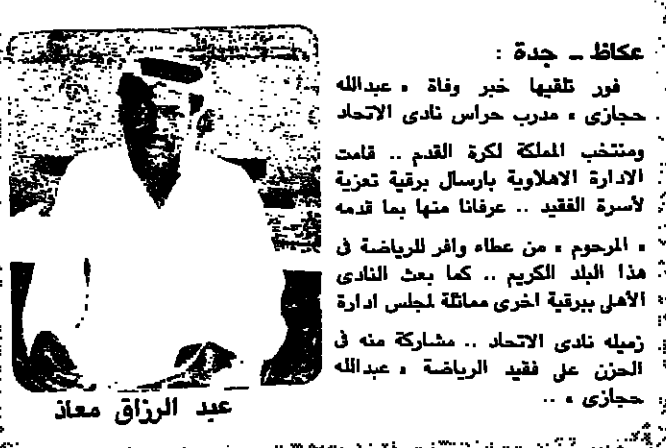 عكاظ ـ جدة :
فور تلقيها خبر وفاة « عبدالله
حجازى » مدرب حراس نادى الاتحاد
ومنتخب المملكة لكرة القدم .. قامت
الادارة الاهلاوية بارسال برقية تعزية
لأسرة الفقيد .. عرفانا منها بما قدمه
« المرحوم » من عطاء وافر للرياضة فى
هذا البلد الكريم .. كما بعث النادى
الأهلى ببرقية اخرى مماثلة لمجلس ادارة
زميله نادى الاتحاد .. مشاركة منه فى
الحزن على فقيد الرياضة « عبدالله
حجازى » ..
عبد الرزاق معاذ